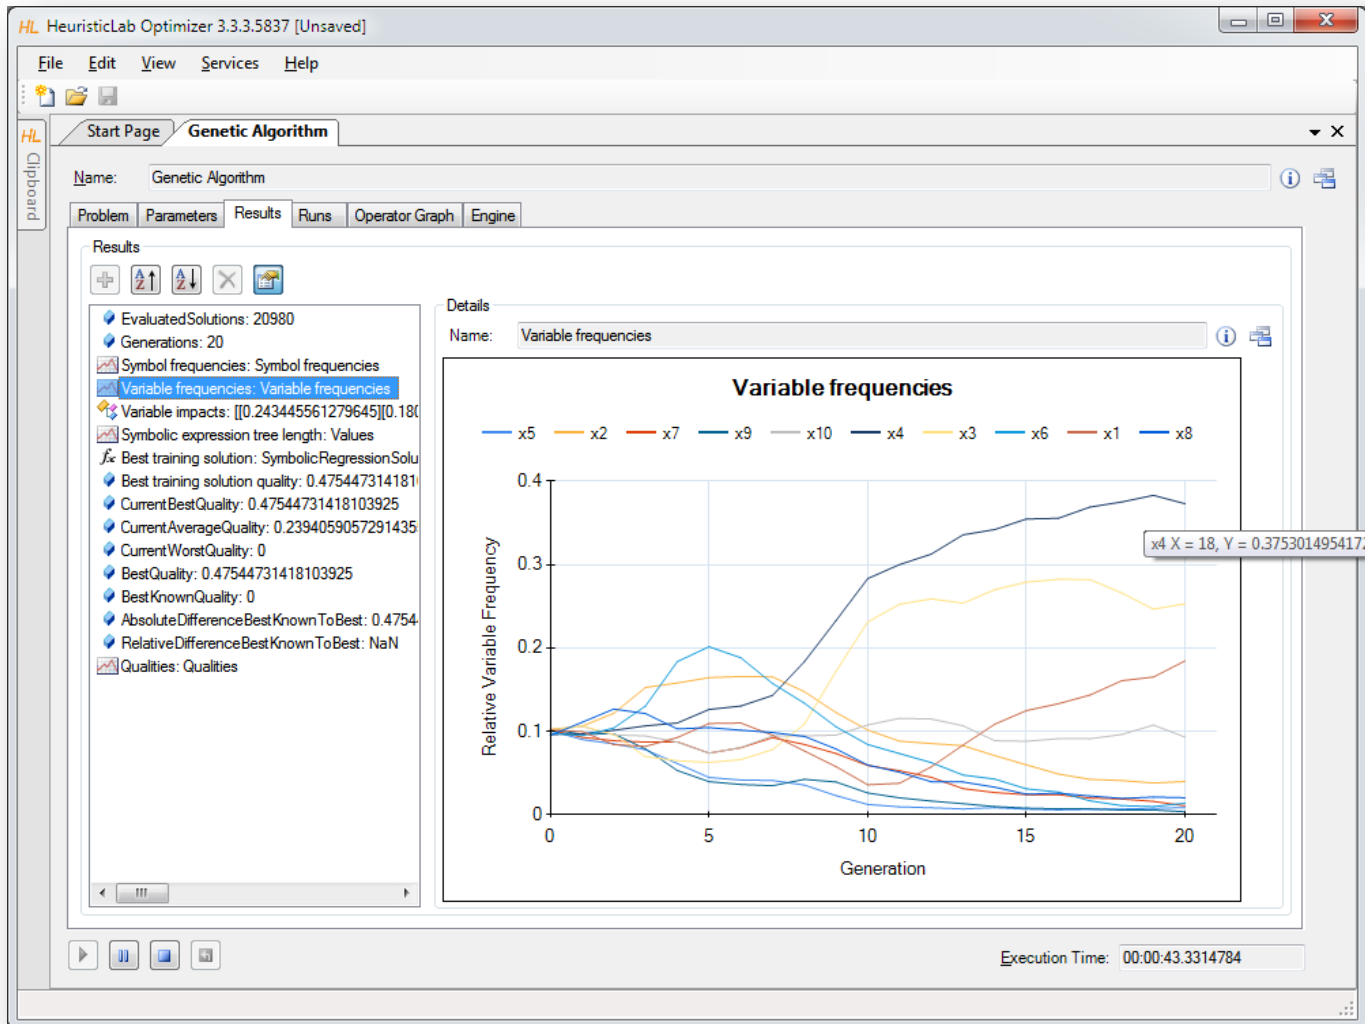 HL HeuristicLab Optimizer 3.3.3.5837 [Unsaved]
File Edit View Services Help
HL Clipboard
Start Page Genetic Algorithm
Name: Genetic Algorithm
Problem Parameters Results Runs Operator Graph Engine
Results
EvaluatedSolutions: 20980
Generations: 20
Symbol frequencies: Symbol frequencies
Variable frequencies: Variable frequencies
Variable impacts: [[0.243445561279645][0.180
Symbolic expression tree length: Values
Best training solution: SymbolicRegressionSolu
Best training solution quality: 0.475447314181
CurrentBestQuality: 0.47544731418103925
CurrentAverageQuality: 0.2394059057291435
CurrentWorstQuality: 0
BestQuality: 0.47544731418103925
BestKnownQuality: 0
AbsoluteDifferenceBestKnownToBest: 0.4754
RelativeDifferenceBestKnownToBest: NaN
Qualities: Qualities
Details
Name: Variable frequencies
Variable frequencies
x5 x2 x7 x9 x10 x4 x3 x6 x1 x8
Relative Variable Frequency
0.4
0.3
0.2
0.1
0
x4 X = 18, Y = 0.375301495417
0 5 10 15 20
Generation
Execution Time: 00:00:43.3314784